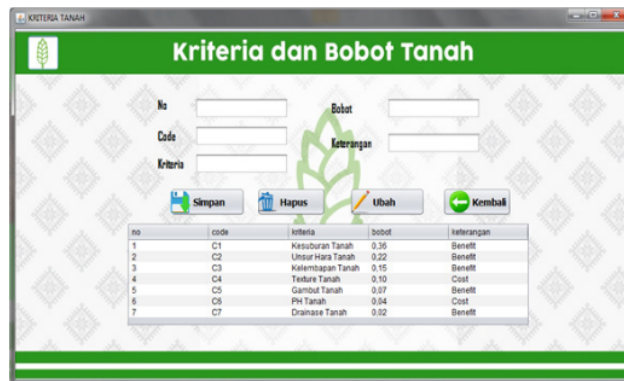 KRITERIA TANAH
Kriteria dan Bobot Tanah
No Bobot
Code Keterangan
Kriteria
Simpan Hapus Ubah Kembali
no code kriteria bobot keterangan
1 C1 Kesuburan Tanah 0,36 Benefit
2 C2 Unsur Hara Tanah 0,22 Benefit
3 C3 Kelembapan Tanah 0,15 Benefit
4 C4 Texture Tanah 0,10 Cost
5 C5 Gambut Tanah 0,07 Benefit
6 C6 PH Tanah 0,04 Cost
7 C7 Drainase Tanah 0,02 Benefit